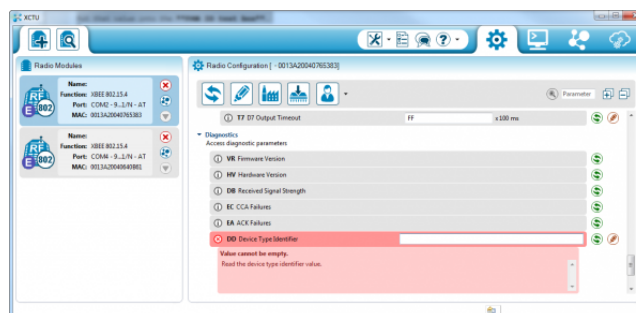 XCTU
Radio Modules
Name:
Function: XBEE 802.15.4
Port: COM2 - 9...1/N - AT
MAC: 0013A20040765383
Name:
Function: XBEE 802.15.4
Port: COM4 - 9...1/N - AT
MAC: 0013A20040640881
Radio Configuration [ - 0013A20040765383]
Parameter
T7 D7 Output Timeout FF x 100 ms
Diagnostics
Access diagnostic parameters
VR Firmware Version
HV Hardware Version
DB Received Signal Strength
EC CCA Failures
EA ACK Failures
DD Device Type Identifier
Value cannot be empty.
Read the device type identifier value.